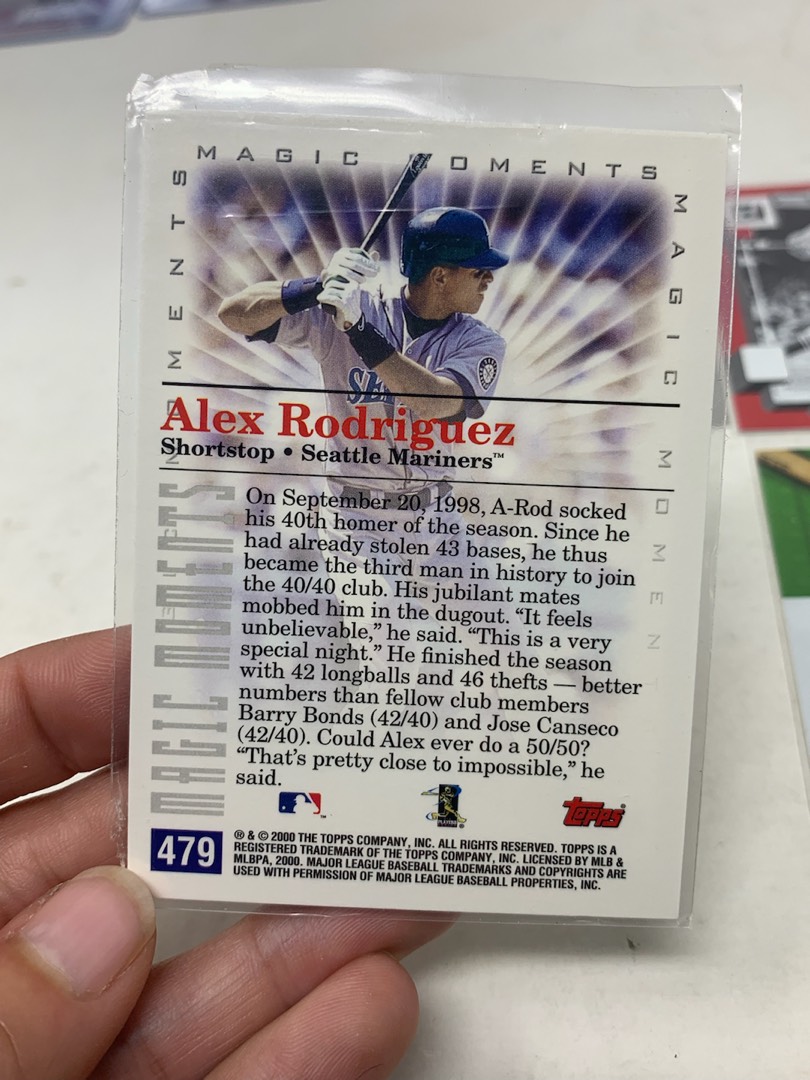 MAGIC MOMENTS
MAGIC MOMEN
MOMENTS
SEA
Alex Rodriguez
Shortstop • Seattle Mariners™
On September 20, 1998, A-Rod socked
his 40th homer of the season. Since he
had already stolen 43 bases, he thus
became the third man in history to join
the 40/40 club. His jubilant mates
mobbed him in the dugout. “It feels
unbelievable,” he said. “This is a very
special night.” He finished the season
with 42 longballs and 46 thefts — better
numbers than fellow club members
Barry Bonds (42/40) and Jose Canseco
(42/40). Could Alex ever do a 50/50?
“That’s pretty close to impossible,” he
said.
MAGIC MOMENTS
PLAYERS
Topps
479
® & © 2000 THE TOPPS COMPANY, INC. ALL RIGHTS RESERVED. TOPPS IS A
REGISTERED TRADEMARK OF THE TOPPS COMPANY, INC. LICENSED BY MLB &
MLBPA, 2000. MAJOR LEAGUE BASEBALL TRADEMARKS AND COPYRIGHTS ARE
USED WITH PERMISSION OF MAJOR LEAGUE BASEBALL PROPERTIES, INC.